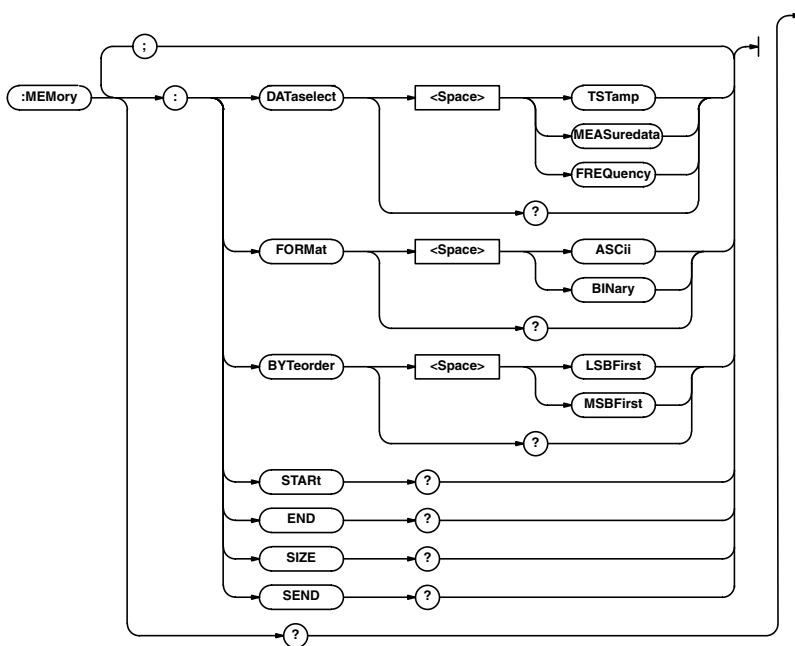 ;
:MEMory : DATaselect <Space> TSTamp
MEASuredata
FREQuency
?
FORMat <Space> ASCii
BINary
?
BYTeorder <Space> LSBFirst
MSBFirst
?
STARt ?
END ?
SIZE ?
SEND ?
?